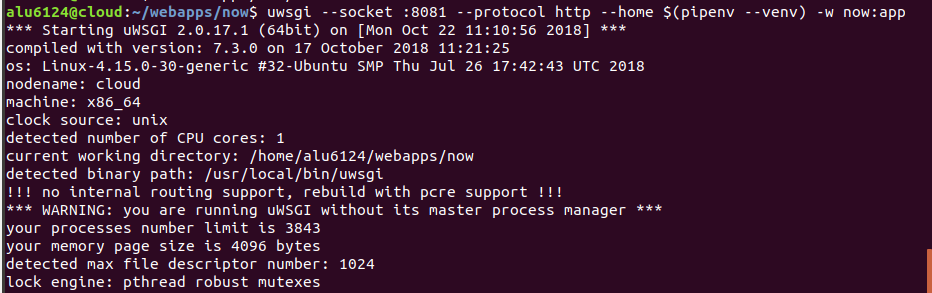 alu6124@cloud:~/webapps/now$ uwsgi --socket :8081 --protocol http --home $(pipenv --venv) -w now:app
*** Starting uWSGI 2.0.17.1 (64bit) on [Mon Oct 22 11:10:56 2018] ***
compiled with version: 7.3.0 on 17 October 2018 11:21:25
os: Linux-4.15.0-30-generic #32-Ubuntu SMP Thu Jul 26 17:42:43 UTC 2018
nodename: cloud
machine: x86_64
clock source: unix
detected number of CPU cores: 1
current working directory: /home/alu6124/webapps/now
detected binary path: /usr/local/bin/uwsgi
!!! no internal routing support, rebuild with pcre support !!!
*** WARNING: you are running uWSGI without its master process manager ***
your processes number limit is 3843
your memory page size is 4096 bytes
detected max file descriptor number: 1024
lock engine: pthread robust mutexes